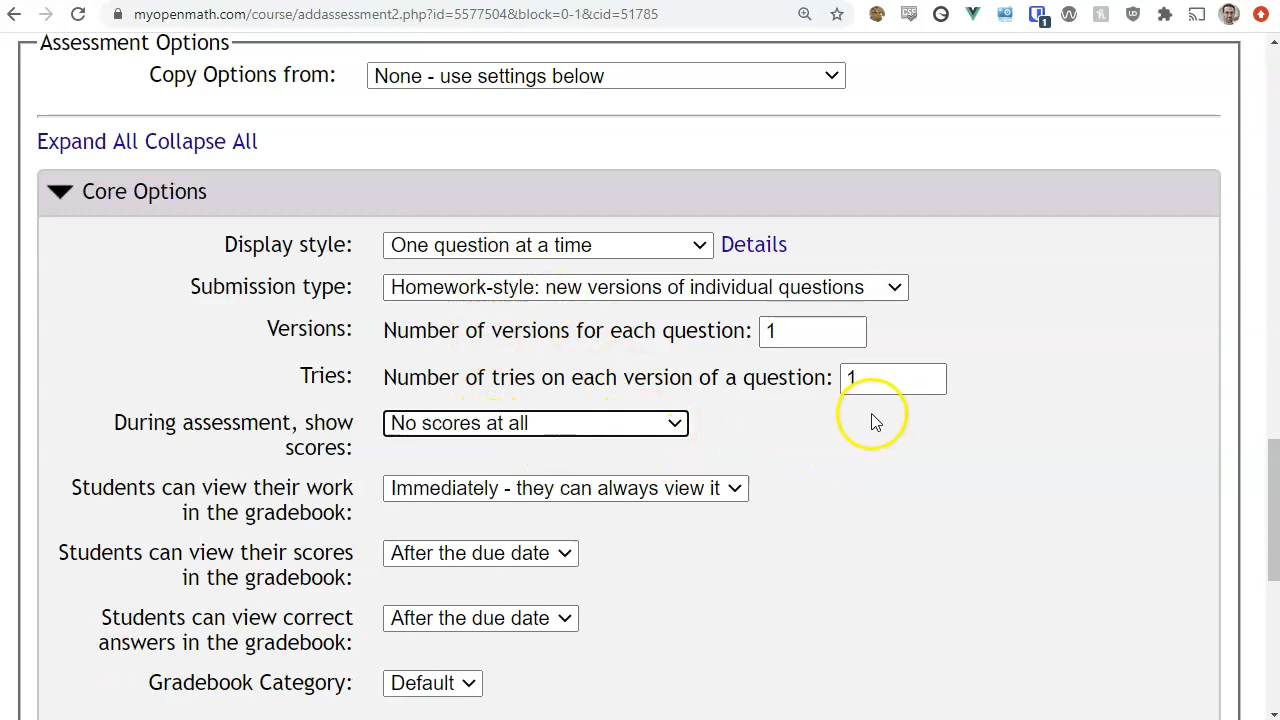 myopenmath.com/course/addassessment2.php?id=5577504&block=0-1&cid=51785
1
Assessment Options
Copy Options from: None - use settings below
Expand All Collapse All
Core Options
Display style: One question at a time Details
Submission type: Homework-style: new versions of individual questions
Versions: Number of versions for each question: 1
Tries: Number of tries on each version of a question: 1
During assessment, show
scores: No scores at all
Students can view their work
in the gradebook: Immediately - they can always view it
Students can view their scores
in the gradebook: After the due date
Students can view correct
answers in the gradebook: After the due date
Gradebook Category: Default